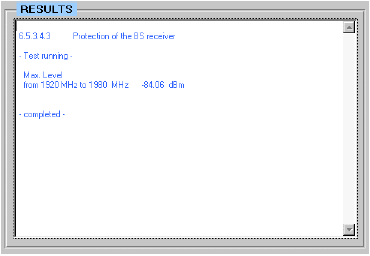 RESULTS
6.5.3.4.3 Protection of the BS receiver
- Test running -
Max. Level
from 1920 MHz to 1980 MHz -84.06 dBm
- completed -